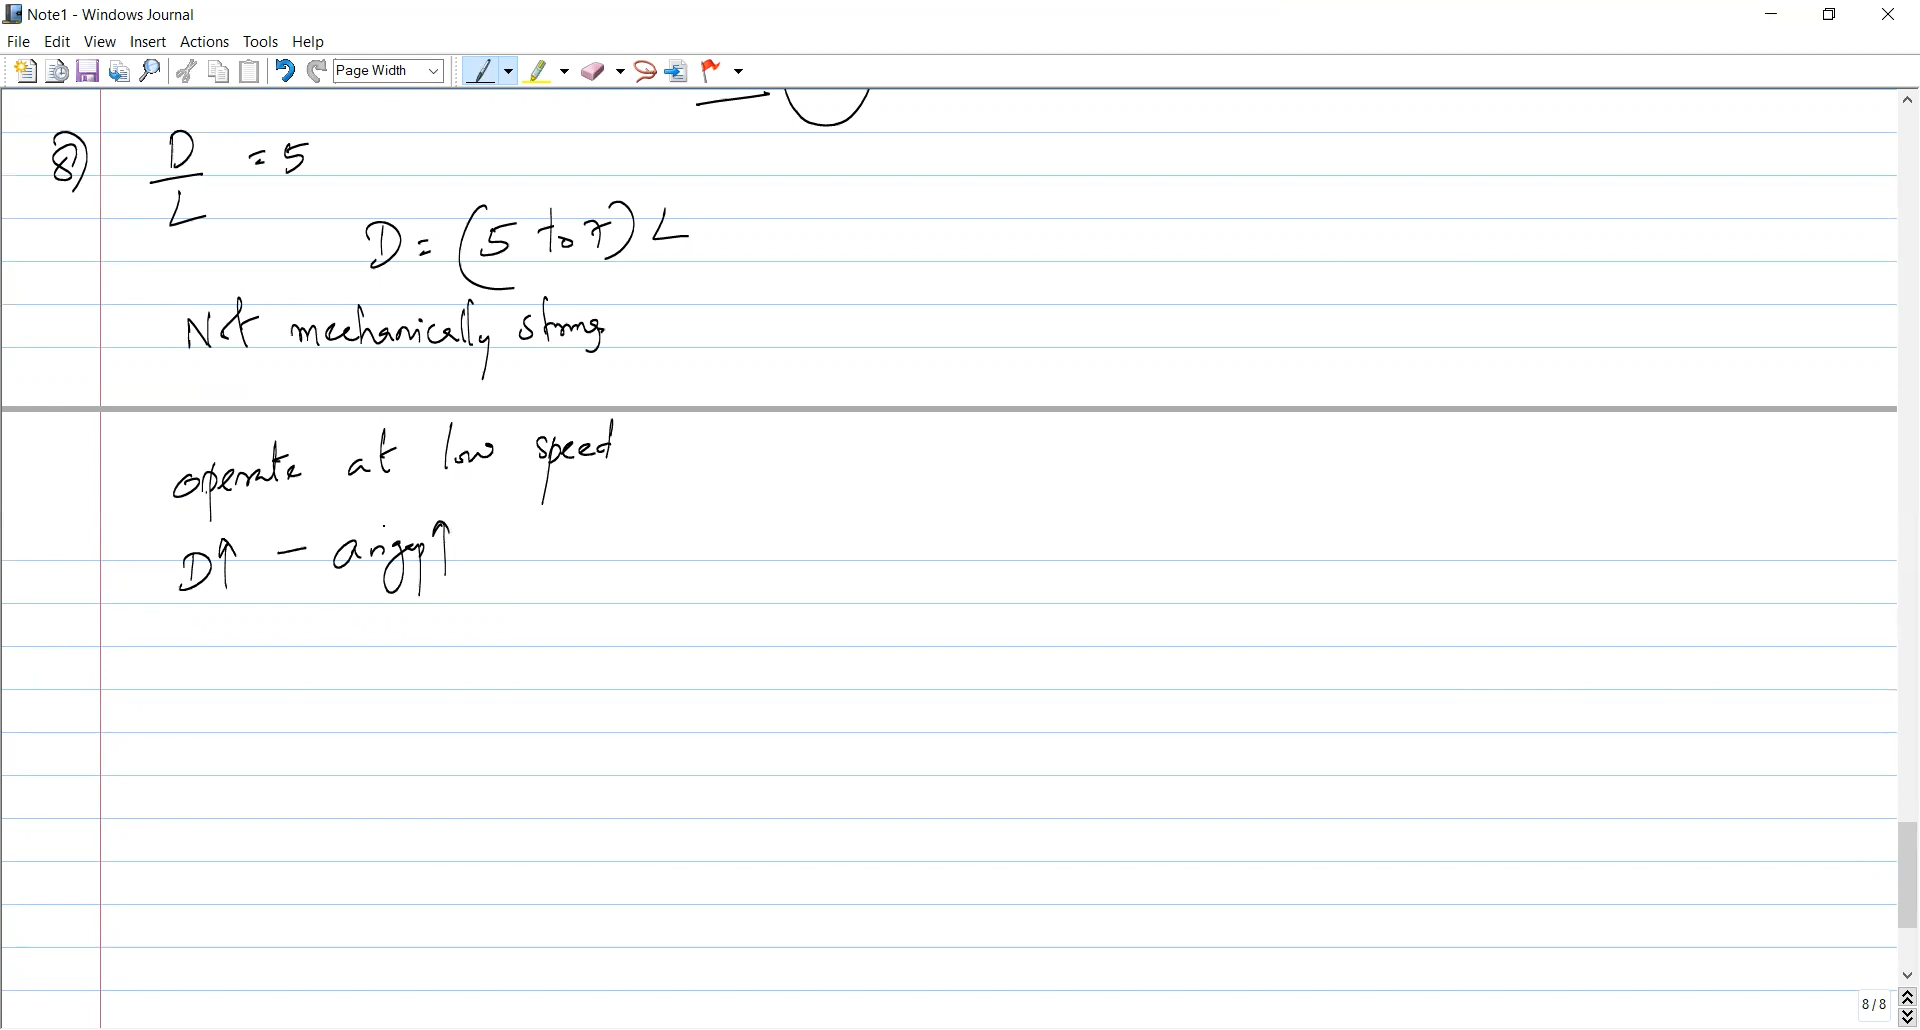 Note1 - Windows Journal
File Edit View Insert Actions Tools Help
Page Width
8) D/L = 5
D = (5 to 7) L
Not mechanically strong
operate at low speed
D↑ - airgap↑
8 / 8